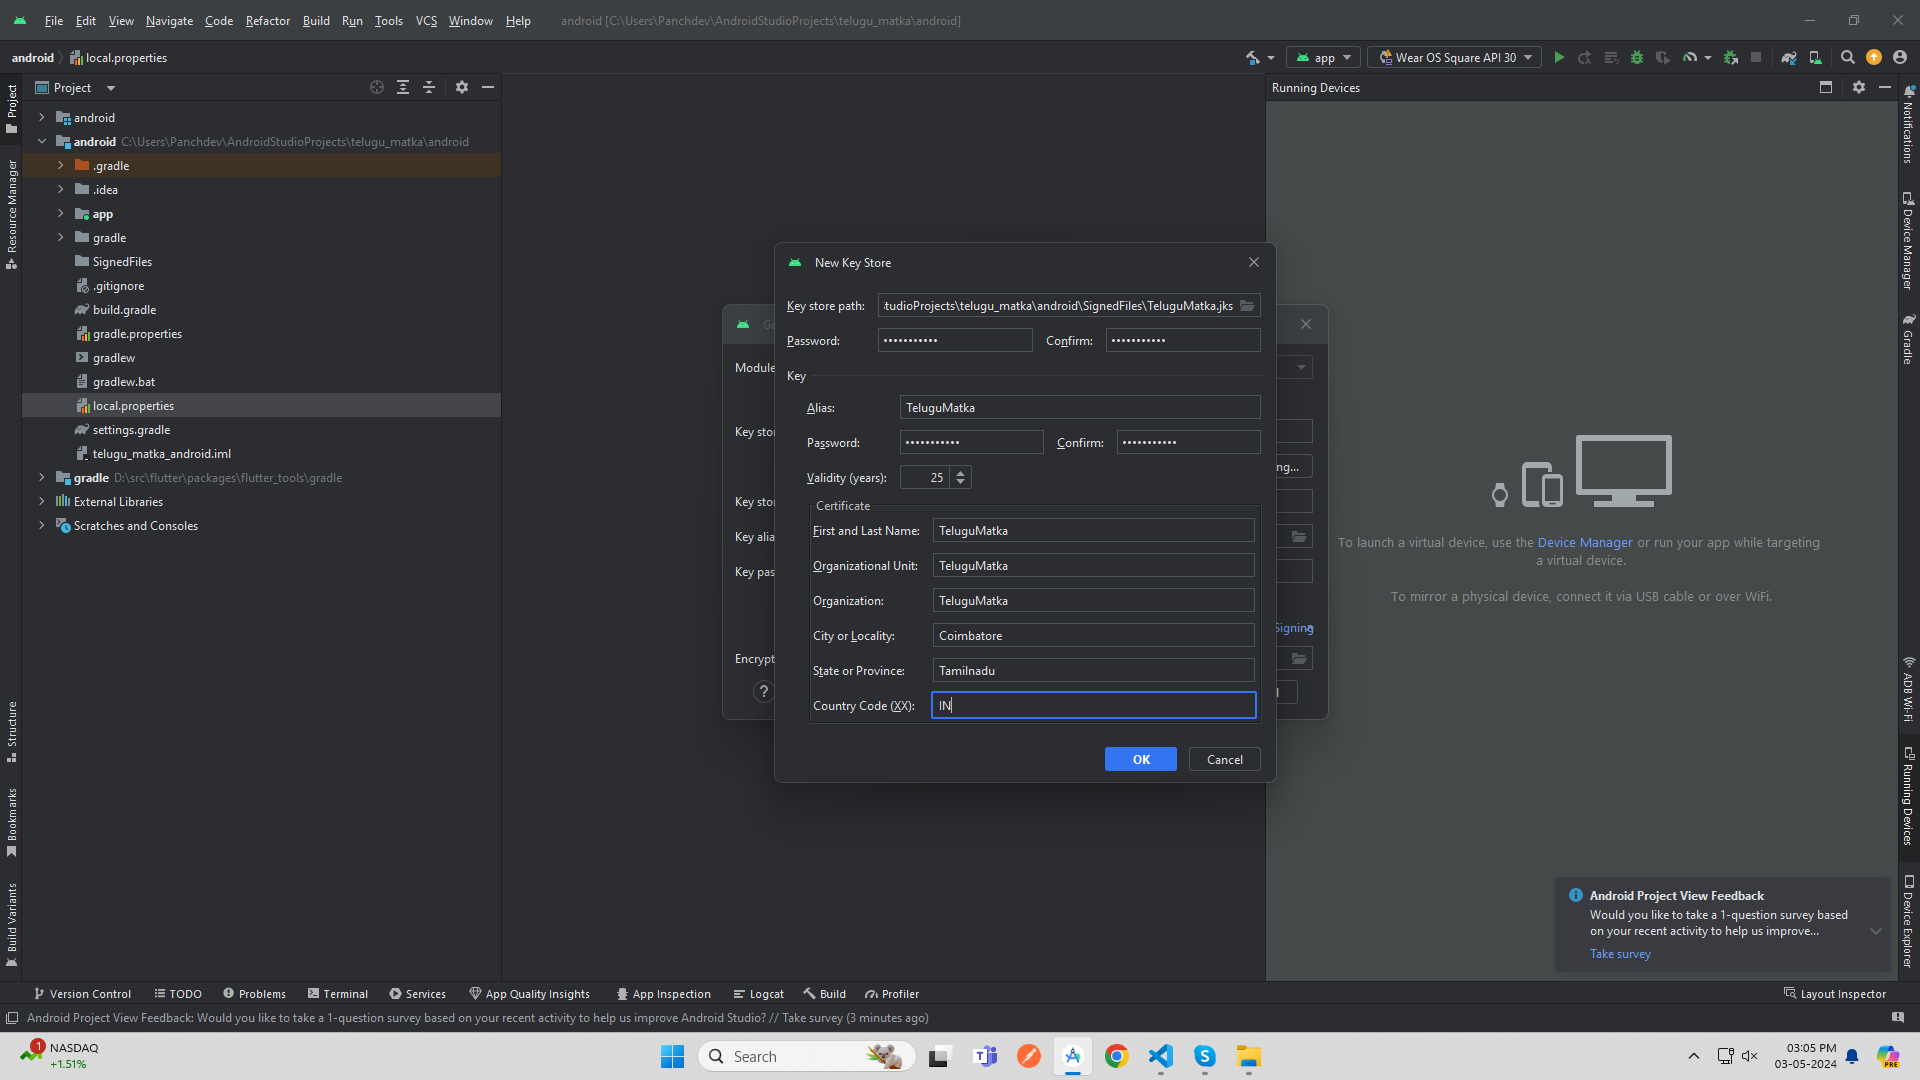 File Edit View Navigate Code Refactor Build Run Tools VCS Window Help android [C:\Users\Panchdev\AndroidStudioProjects\telugu_matka\android]
android local.properties
app
Wear OS Square API 30
Project
Running Devices
android
android C:\Users\Panchdev\AndroidStudioProjects\telugu_matka\android
.gradle
.idea
app
gradle
SignedFiles
.gitignore
build.gradle
gradle.properties
gradlew
gradlew.bat
local.properties
settings.gradle
telugu_matka_android.iml
gradle D:\src\flutter\packages\flutter_tools\gradle
External Libraries
Scratches and Consoles
Project
Resource Manager
Structure
Bookmarks
Build Variants
New Key Store
Key store path: tudioProjects\telugu_matka\android\SignedFiles\TeluguMatka.jks
Password: •••••••••••
Confirm: •••••••••••
Key
Alias: TeluguMatka
Password: •••••••••••
Confirm: •••••••••••
Validity (years): 25
Certificate
First and Last Name: TeluguMatka
Organizational Unit: TeluguMatka
Organization: TeluguMatka
City or Locality: Coimbatore
State or Province: Tamilnadu
Country Code (XX): IN
OK
Cancel
Ge
Module
Key stor
ng...
Key stor
Key alia
Key pas
Signing
Encrypt
?
To launch a virtual device, use the Device Manager or run your app while targeting
a virtual device.
To mirror a physical device, connect it via USB cable or over WiFi.
Notifications
Device Manager
Gradle
ADB Wi-Fi
Running Devices
Device Explorer
Android Project View Feedback
Would you like to take a 1-question survey based
on your recent activity to help us improve...
Take survey
Version Control TODO Problems Terminal Services App Quality Insights App Inspection Logcat Build Profiler Layout Inspector
Android Project View Feedback: Would you like to take a 1-question survey based on your recent activity to help us improve Android Studio? // Take survey (3 minutes ago)
1
NASDAQ
+1.51%
Search
03:05 PM
03-05-2024
PRE